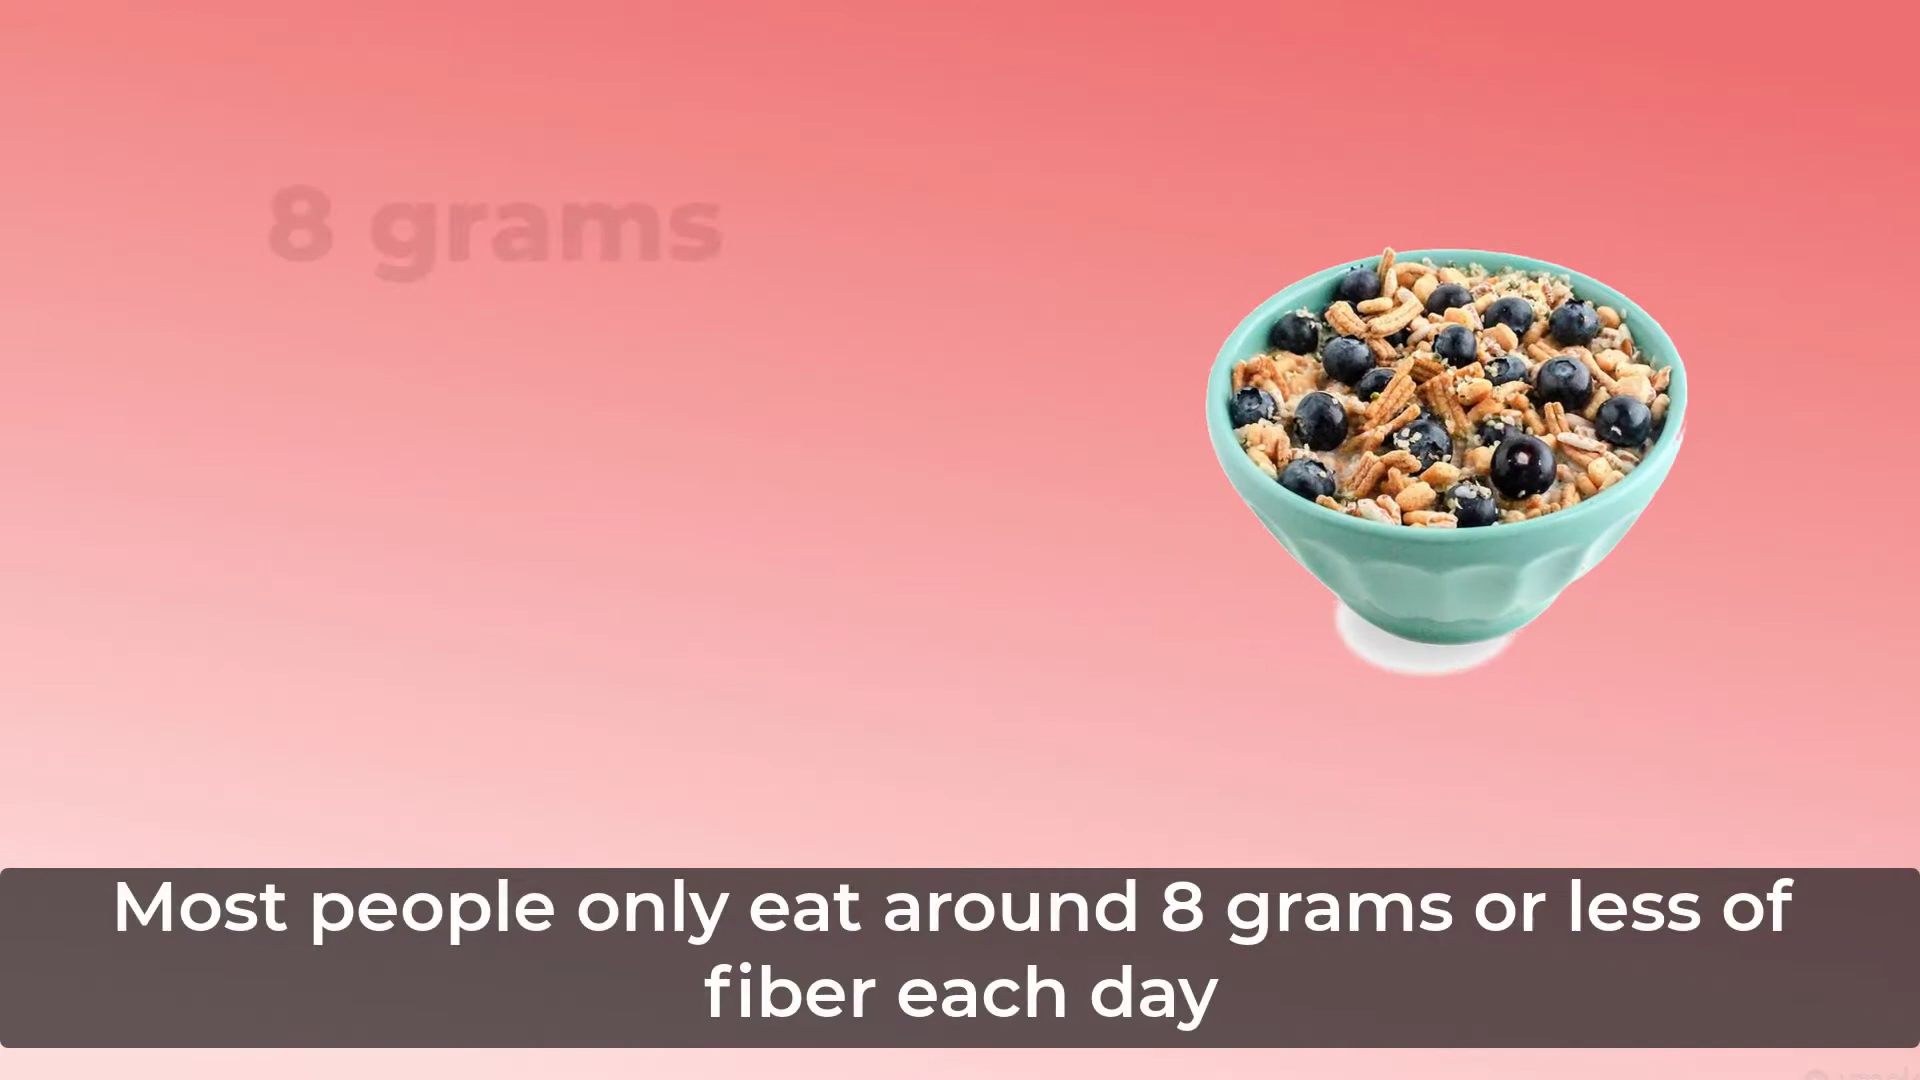 8 grams
Most people only eat around 8 grams or less of
fiber each day